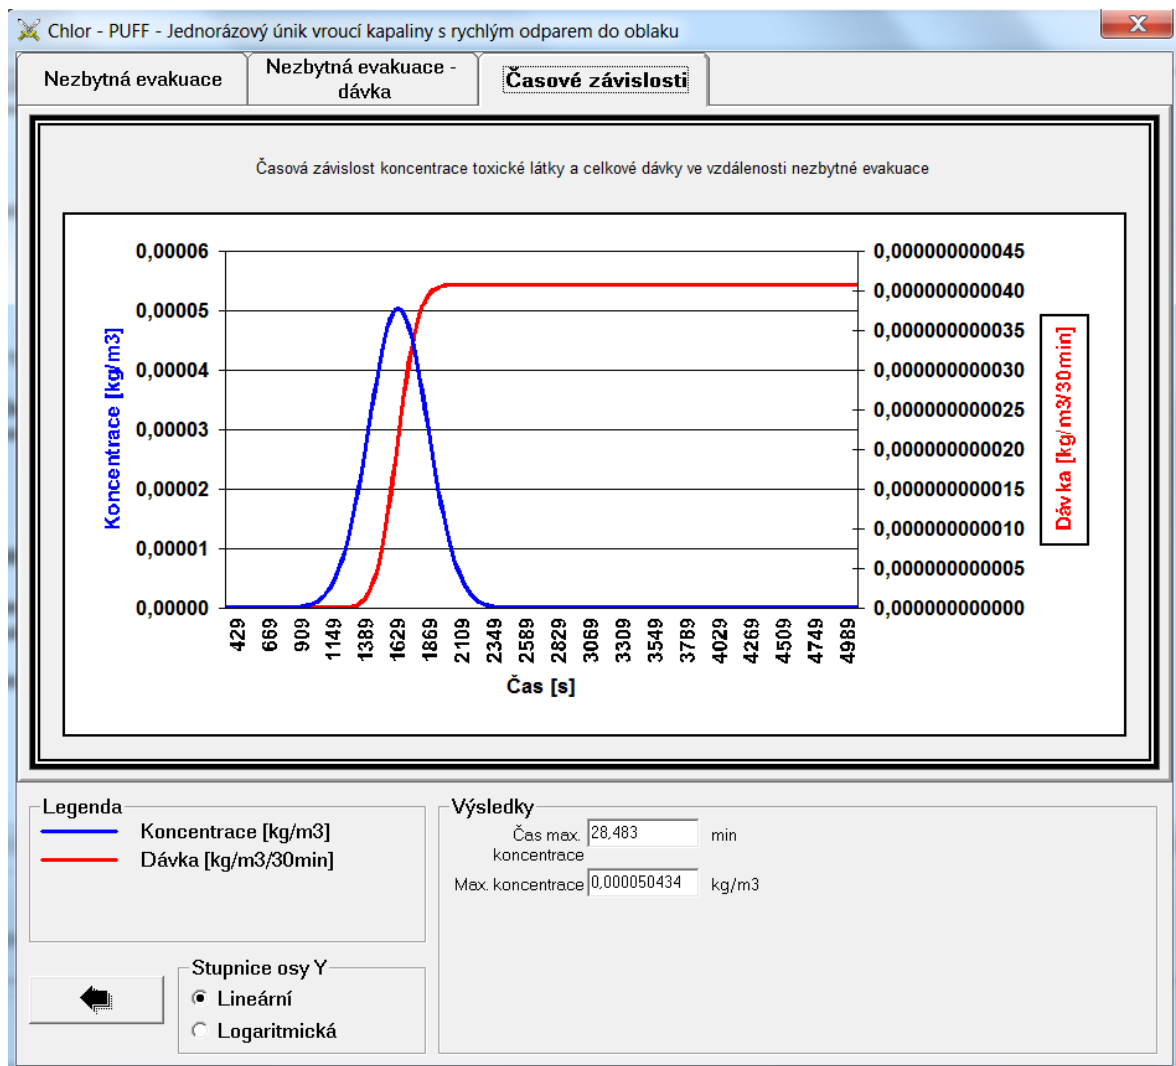 Chlor - PUFF - Jednorázový únik vroucí kapaliny s rychlým odparem do oblaku
X
Nezbytná evakuace
Nezbytná evakuace -
dávka
Časové závislosti
Časová závislost koncentrace toxické látky a celkové dávky ve vzdálenosti nezbytné evakuace
Koncentrace [kg/m3]
0,00006
0,00005
0,00004
0,00003
0,00002
0,00001
0,00000
0,000000000045
0,000000000040
0,000000000035
0,000000000030
0,000000000025
0,000000000020
0,000000000015
0,000000000010
0,000000000005
0,000000000000
Dávka [kg/m3/30min]
429
669
909
1149
1389
1629
1869
2109
2349
2589
2829
3069
3309
3549
3789
4029
4269
4509
4749
4989
Čas [s]
Legenda
Koncentrace [kg/m3]
Dávka [kg/m3/30min]
Stupnice osy Y
Lineární
Logaritmická
Výsledky
Čas max. 28,483 min
koncentrace
Max. koncentrace 0,000050434 kg/m3